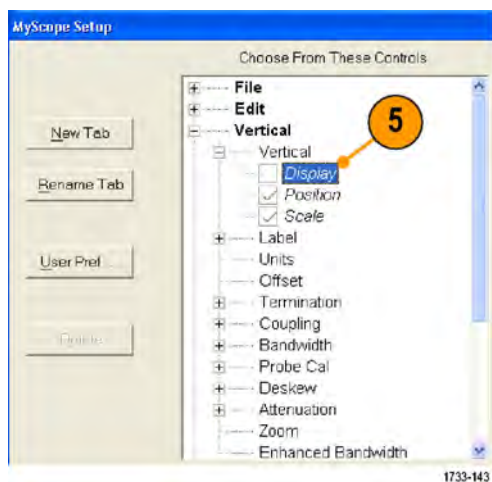 MyScope Setup
Choose From These Controls
New Tab
Rename Tab
User Pref...
File
Edit
Vertical
Vertical
Display
Position
Scale
Label
Units
Offset
Termination
Coupling
Bandwidth
Probe Cal
Deskew
Attenuation
Zoom
Enhanced Bandwidth
5
1733-143